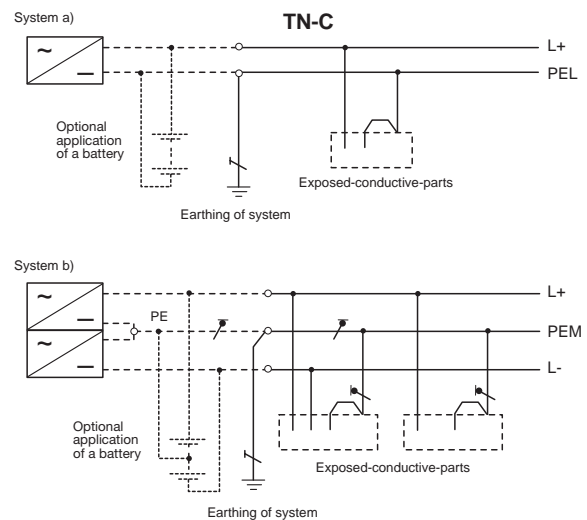 System a)
TN-C
L+
PEL
Optional
application
of a battery
Exposed-conductive-parts
Earthing of system
System b)
L+
PE
PEM
L-
Optional
application
of a battery
Exposed-conductive-parts
Earthing of system